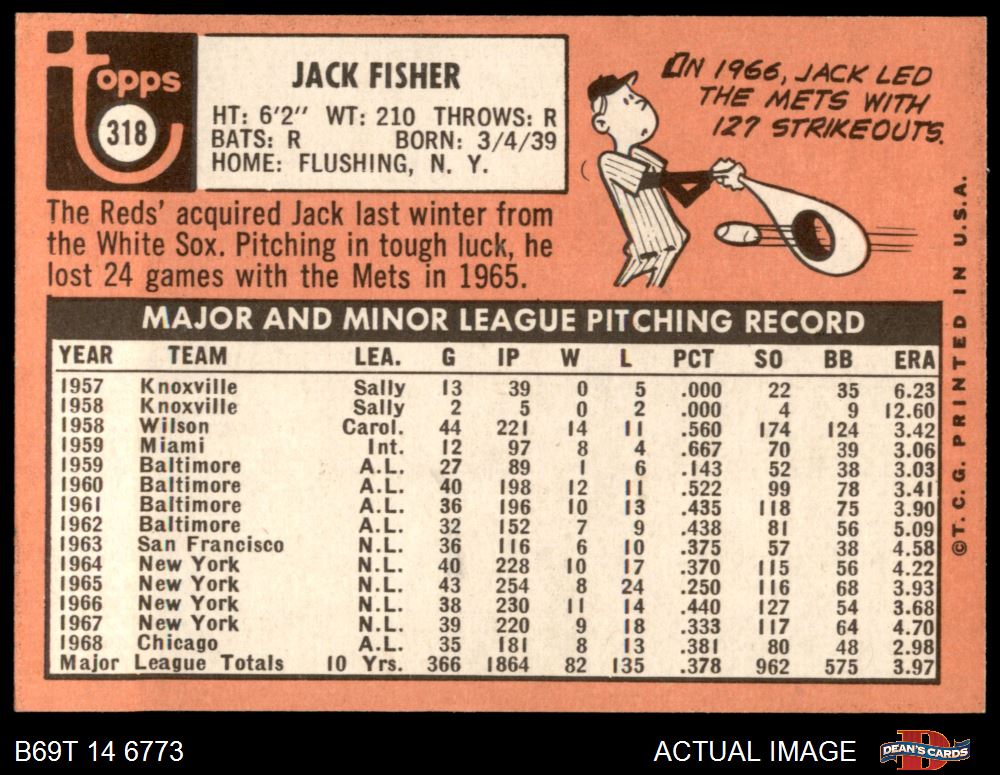 topps
318
JACK FISHER
HT: 6'2" WT: 210 THROWS: R
BATS: R BORN: 3/4/39
HOME: FLUSHING, N. Y.
IN 1966, JACK LED
THE METS WITH
127 STRIKEOUTS.
The Reds' acquired Jack last winter from
the White Sox. Pitching in tough luck, he
lost 24 games with the Mets in 1965.
MAJOR AND MINOR LEAGUE PITCHING RECORD
YEAR TEAM LEA. G IP W L PCT SO BB ERA
1957 Knoxville Sally 13 39 0 5 .000 22 35 6.23
1958 Knoxville Sally 2 5 0 2 .000 4 9 12.60
1958 Wilson Carol. 44 221 14 11 .560 174 124 3.42
1959 Miami Int. 12 97 8 4 .667 70 39 3.06
1959 Baltimore A.L. 27 89 1 6 .143 52 38 3.03
1960 Baltimore A.L. 40 198 12 11 .522 99 78 3.41
1961 Baltimore A.L. 36 196 10 13 .435 118 75 3.90
1962 Baltimore A.L. 32 152 7 9 .438 81 56 5.09
1963 San Francisco N.L. 36 116 6 10 .375 57 38 4.58
1964 New York N.L. 40 228 10 17 .370 115 56 4.22
1965 New York N.L. 43 254 8 24 .250 116 68 3.93
1966 New York N.L. 38 230 11 14 .440 127 54 3.68
1967 New York N.L. 39 220 9 18 .333 117 64 4.70
1968 Chicago A.L. 35 181 8 13 .381 80 48 2.98
Major League Totals 10 Yrs. 366 1864 82 135 .378 962 575 3.97
©T. C. G. PRINTED IN U.S.A.
B69T 14 6773
ACTUAL IMAGE
D
DEAN'S CARDS